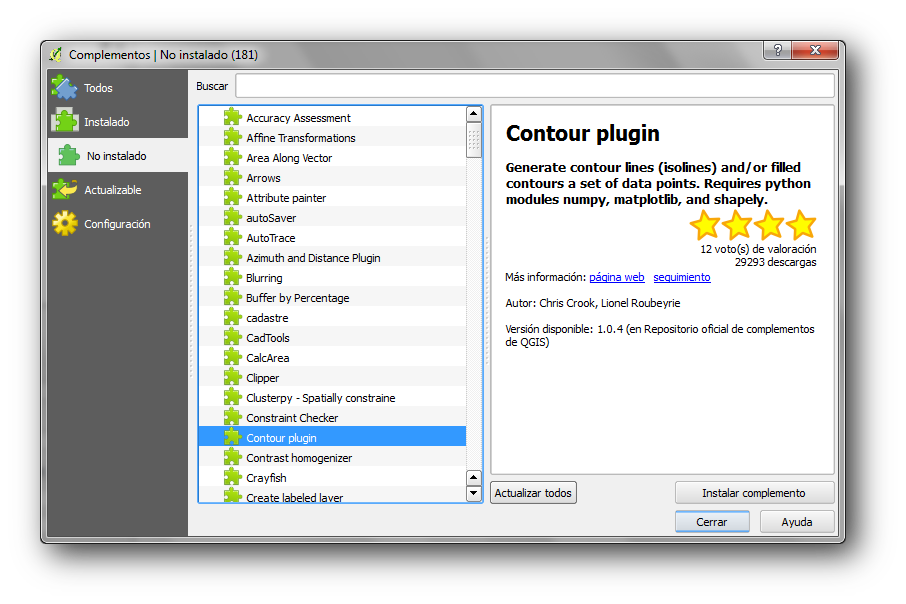 Complementos | No instalado (181)
?
Todos
Instalado
No instalado
Actualizable
Configuración
Buscar
Accuracy Assessment
Affine Transformations
Area Along Vector
Arrows
Attribute painter
autoSaver
AutoTrace
Azimuth and Distance Plugin
Blurring
Buffer by Percentage
cadastre
CadTools
CalcArea
Clipper
Clusterpy - Spatially constraine
Constraint Checker
Contour plugin
Contrast homogenizer
Crayfish
Create labeled layer
Contour plugin
Generate contour lines (isolines) and/or filled
contours a set of data points. Requires python
modules numpy, matplotlib, and shapely.
12 voto(s) de valoración
29293 descargas
Más información: página web seguimiento
Autor: Chris Crook, Lionel Roubeyrie
Versión disponible: 1.0.4 (en Repositorio oficial de complementos
de QGIS)
Actualizar todos
Instalar complemento
Cerrar
Ayuda